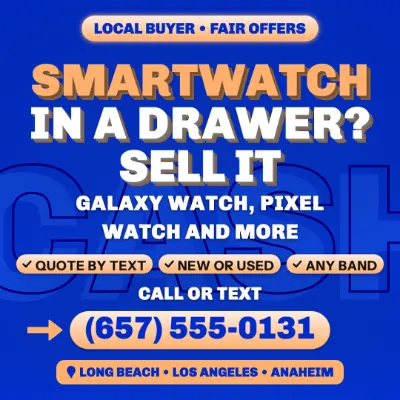 LOCAL BUYER • FAIR OFFERS
SMARTWATCH
IN A DRAWER?
SELL IT
GALAXY WATCH, PIXEL
WATCH AND MORE
CASH
✓ QUOTE BY TEXT ✓ NEW OR USED ✓ ANY BAND
CALL OR TEXT
→ (657) 555-0131
LONG BEACH • LOS ANGELES • ANAHEIM